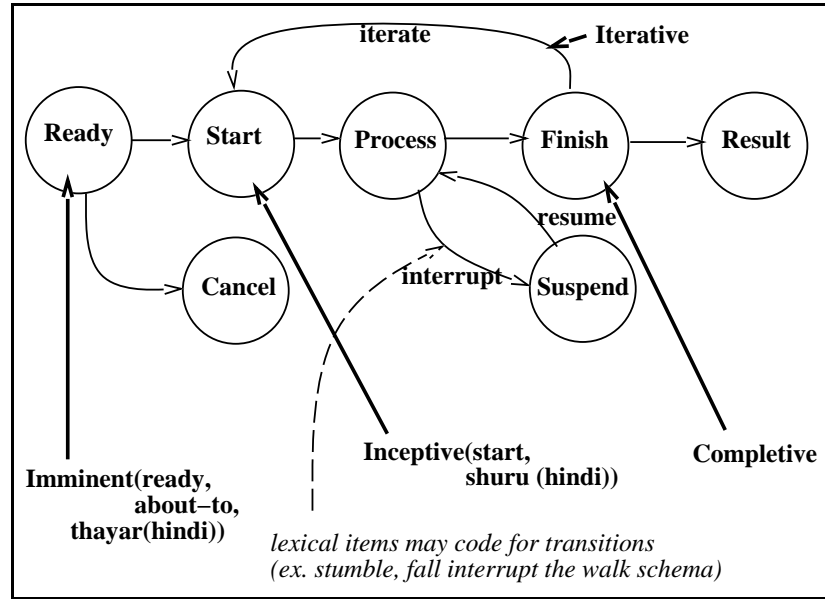 iterate
Iterative
Ready
Start
Process
Finish
Result
resume
interrupt
Cancel
Suspend
Inceptive(start,
shuru (hindi))
Completive
Imminent(ready,
about−to,
thayar(hindi))
lexical items may code for transitions
(ex. stumble, fall interrupt the walk schema)